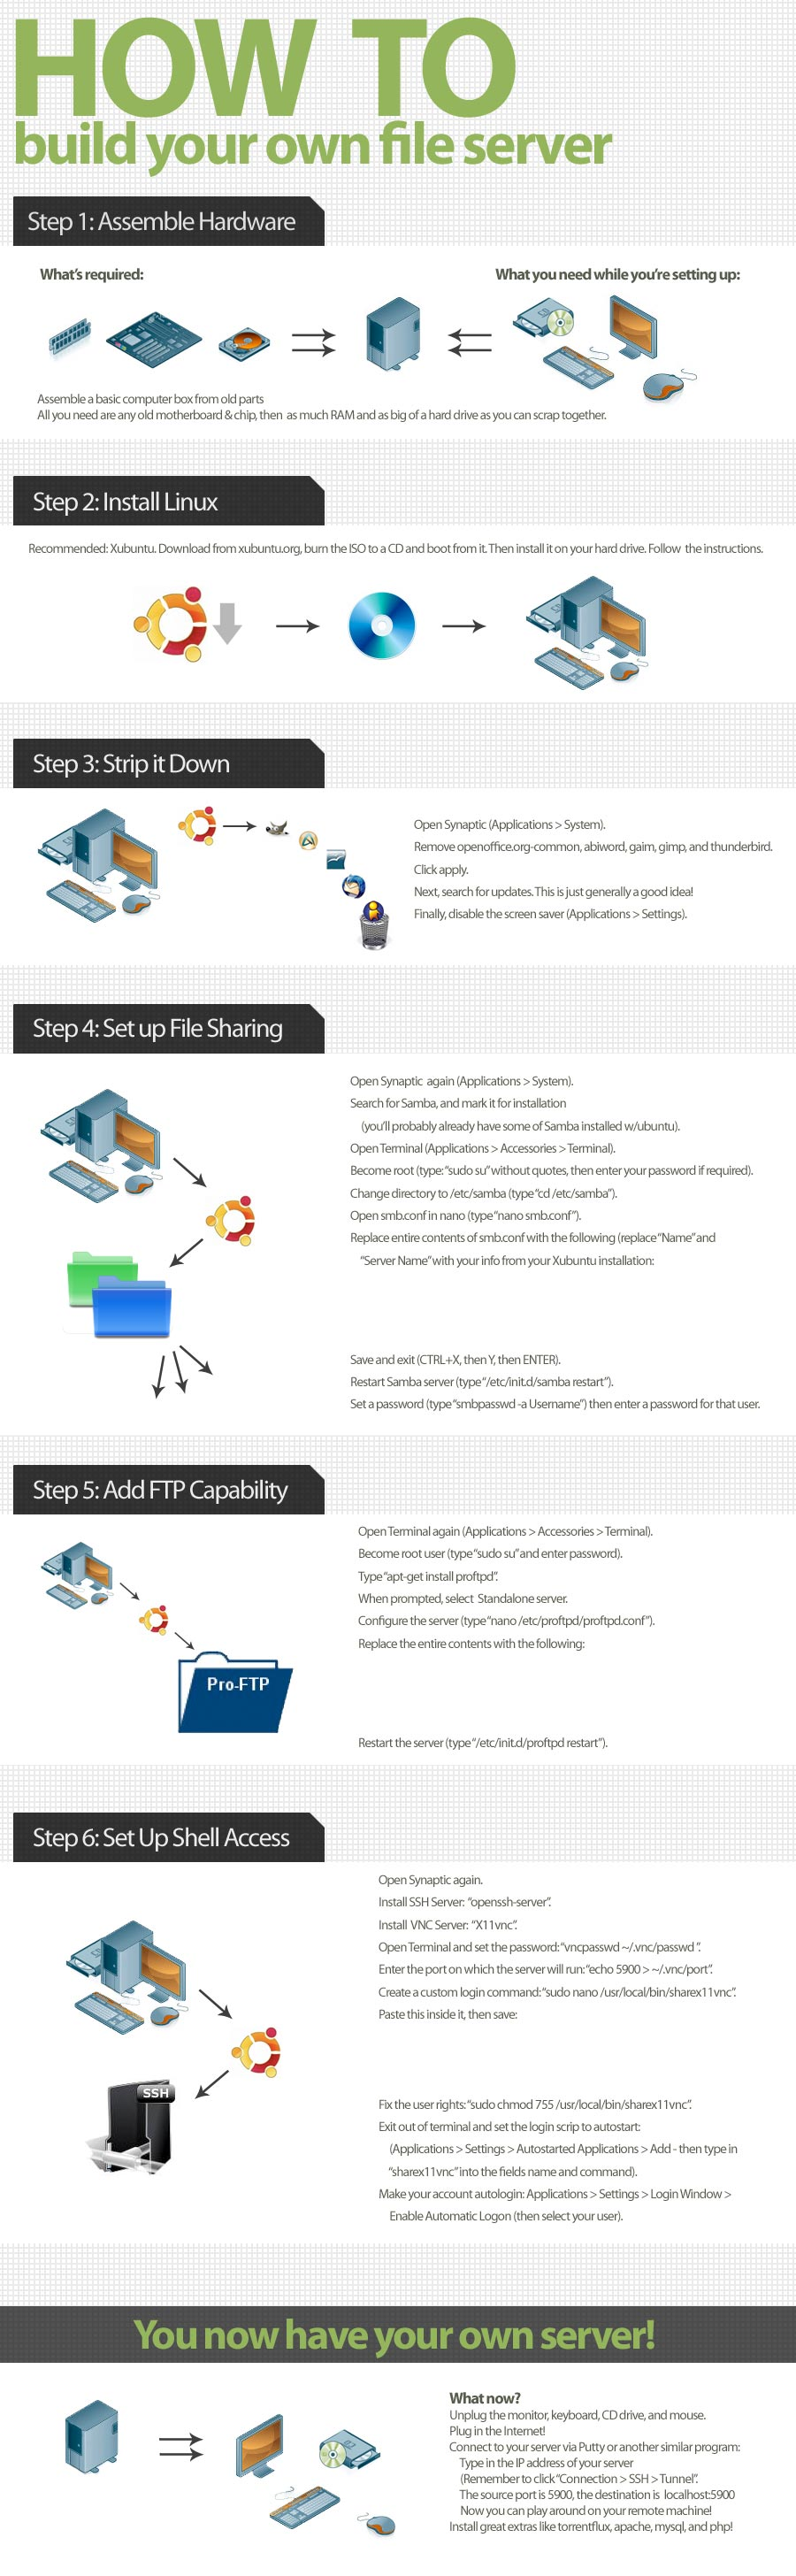 HOW TO
build your own file server
Step 1: Assemble Hardware
What's required:
What you need while you're setting up:
Assemble a basic computer box from old parts
All you need are any old motherboard & chip, then as much RAM and as big of a hard drive as you can scrap together.
Step 2: Install Linux
Recommended: Xubuntu. Download from xubuntu.org, burn the ISO to a CD and boot from it. Then install it on your hard drive. Follow the instructions.
Step 3: Strip it Down
Open Synaptic (Applications > System).
Remove openoffice.org-common, abiword, gaim, gimp, and thunderbird.
Click apply.
Next, search for updates. This is just generally a good idea!
Finally, disable the screen saver (Applications > Settings).
Step 4: Set up File Sharing
Open Synaptic again (Applications > System).
Search for Samba, and mark it for installation
(you'll probably already have some of Samba installed w/ubuntu).
Open Terminal (Applications > Accessories > Terminal).
Become root (type: "sudo su" without quotes, then enter your password if required).
Change directory to /etc/samba (type "cd /etc/samba").
Open smb.conf in nano (type "nano smb.conf").
Replace entire contents of smb.conf with the following (replace "Name" and
"Server Name" with your info from your Xubuntu installation:
Save and exit (CTRL+X, then Y, then ENTER).
Restart Samba server (type "/etc/init.d/samba restart").
Set a password (type "smbpasswd -a Username") then enter a password for that user.
Step 5: Add FTP Capability
Open Terminal again (Applications > Accessories > Terminal).
Become root user (type "sudo su" and enter password).
Type "apt-get install proftpd".
When prompted, select Standalone server.
Configure the server (type "nano /etc/proftpd/proftpd.conf").
Replace the entire contents with the following:
Pro-FTP
Restart the server (type "/etc/init.d/proftpd restart").
Step 6: Set Up Shell Access
Open Synaptic again.
Install SSH Server: "openssh-server".
Install VNC Server: "X11vnc".
Open Terminal and set the password: "vncpasswd ~/.vnc/passwd ".
Enter the port on which the server will run: "echo 5900 > ~/.vnc/port".
Create a custom login command: "sudo nano /usr/local/bin/sharex11vnc".
Paste this inside it, then save:
SSH
Fix the user rights: "sudo chmod 755 /usr/local/bin/sharex11vnc".
Exit out of terminal and set the login scrip to autostart:
(Applications > Settings > Autostarted Applications > Add - then type in
"sharex11vnc" into the fields name and command).
Make your account autologin: Applications > Settings > Login Window >
Enable Automatic Logon (then select your user).
You now have your own server!
What now?
Unplug the monitor, keyboard, CD drive, and mouse.
Plug in the Internet!
Connect to your server via Putty or another similar program:
Type in the IP address of your server
(Remember to click "Connection > SSH > Tunnel".
The source port is 5900, the destination is localhost:5900
Now you can play around on your remote machine!
Install great extras like torrentflux, apache, mysql, and php!